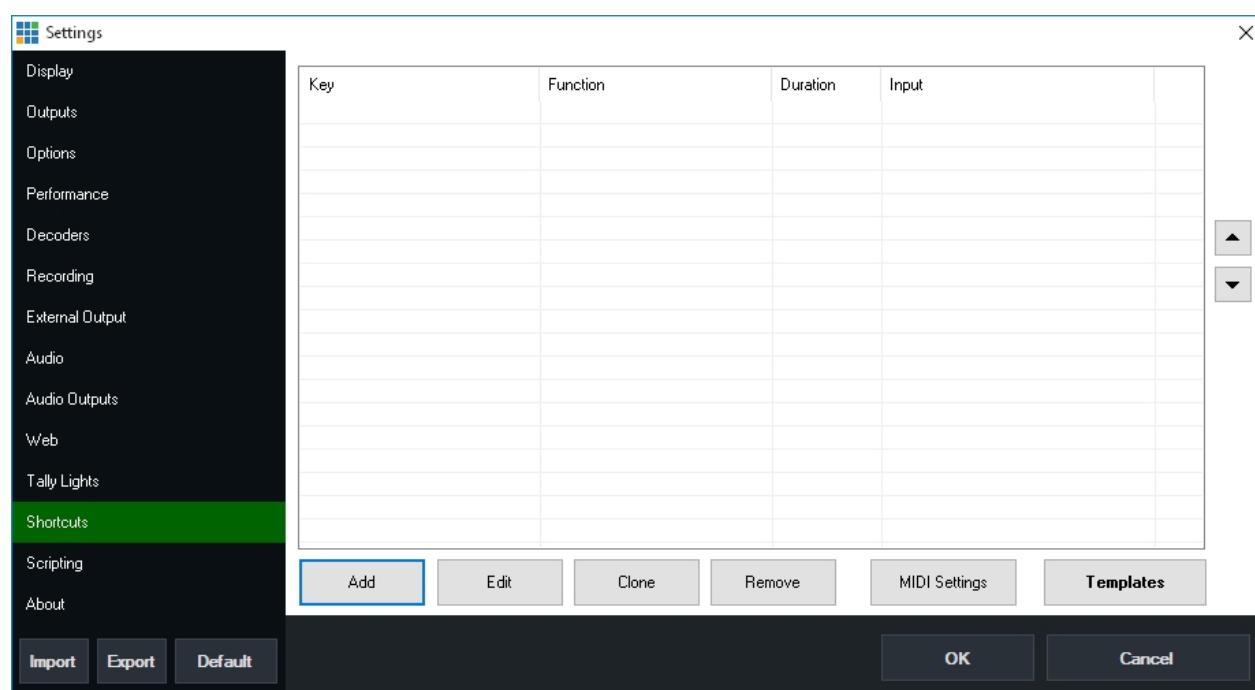 Settings
Display
Outputs
Options
Performance
Decoders
Recording
External Output
Audio
Audio Outputs
Web
Tally Lights
Shortcuts
Scripting
About
Import Export Default
Key Function Duration Input
Add Edit Clone Remove MIDI Settings Templates
OK Cancel